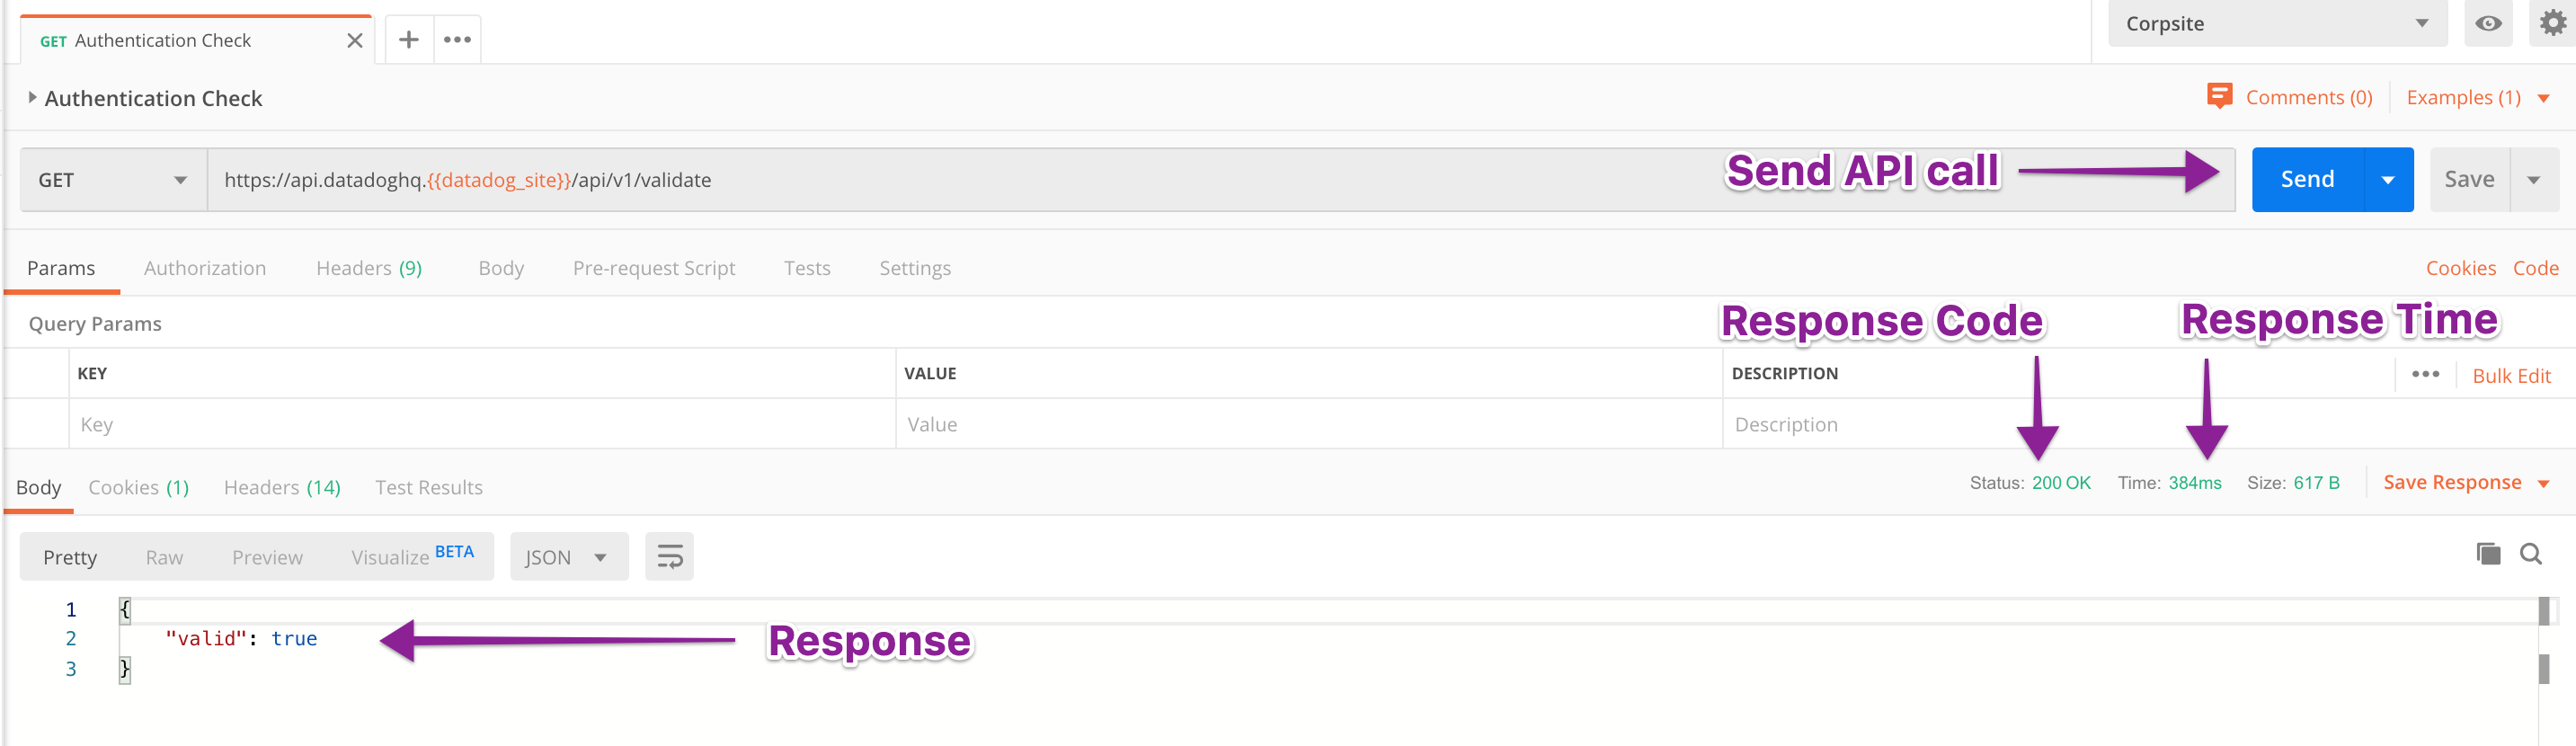 GET Authentication Check
Corpsite
Authentication Check
Comments (0) Examples (1)
GET https://api.datadoghq.{{datadog_site}}/api/v1/validate Send API call Send Save
Params Authorization Headers (9) Body Pre-request Script Tests Settings Cookies Code
Response Code Response Time
Query Params
KEY VALUE DESCRIPTION Bulk Edit
Key Value Description
Body Cookies (1) Headers (14) Test Results Status: 200 OK Time: 384ms Size: 617 B Save Response
Pretty Raw Preview Visualize BETA JSON
1 {
2 "valid": true Response
3 }